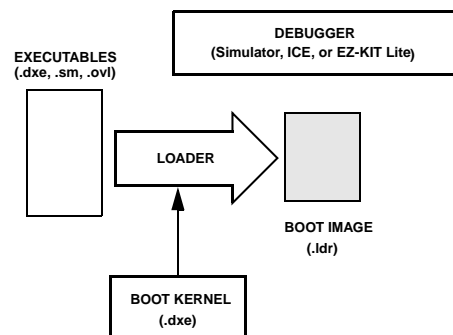 DEBUGGER
(Simulator, ICE, or EZ-KIT Lite)
EXECUTABLES
(.dxe, .sm, .ovl)
LOADER
BOOT IMAGE
(.ldr)
BOOT KERNEL
(.dxe)